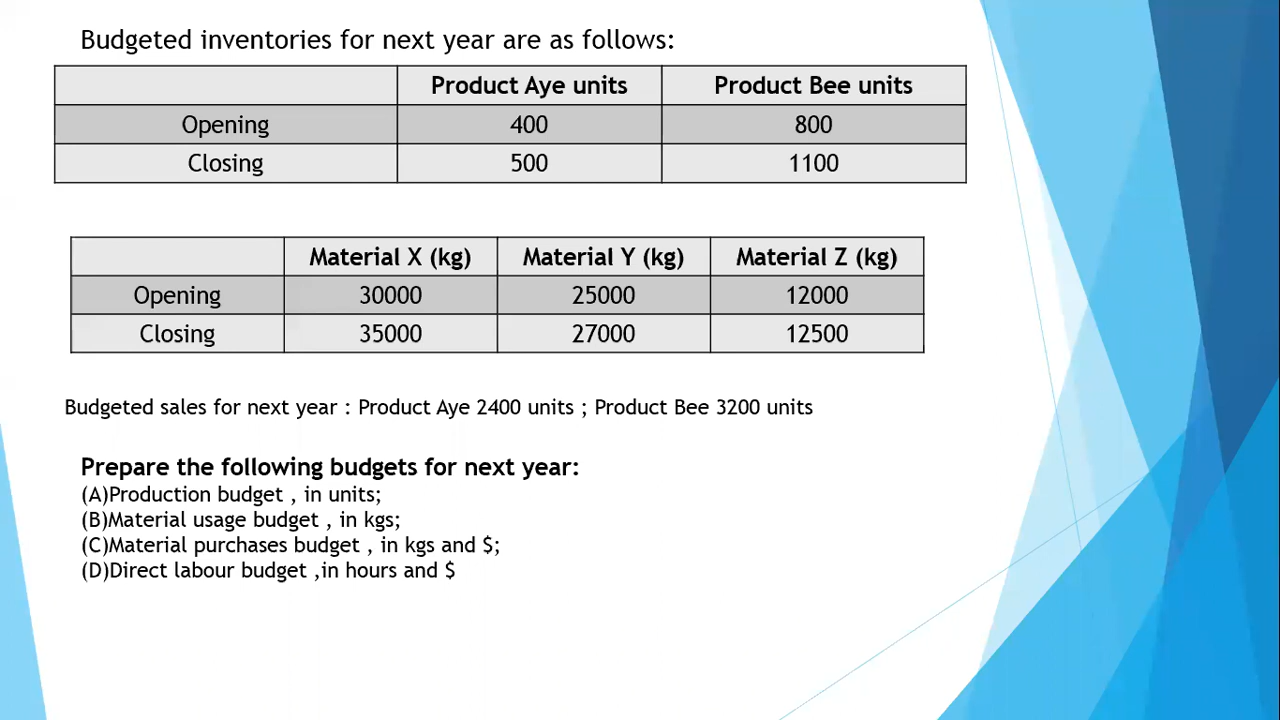 Budgeted inventories for next year are as follows:
Product Aye units Product Bee units
Opening 400 800
Closing 500 1100
Material X (kg) Material Y (kg) Material Z (kg)
Opening 30000 25000 12000
Closing 35000 27000 12500
Budgeted sales for next year : Product Aye 2400 units ; Product Bee 3200 units
Prepare the following budgets for next year:
(A)Production budget , in units;
(B)Material usage budget , in kgs;
(C)Material purchases budget , in kgs and $;
(D)Direct labour budget ,in hours and $